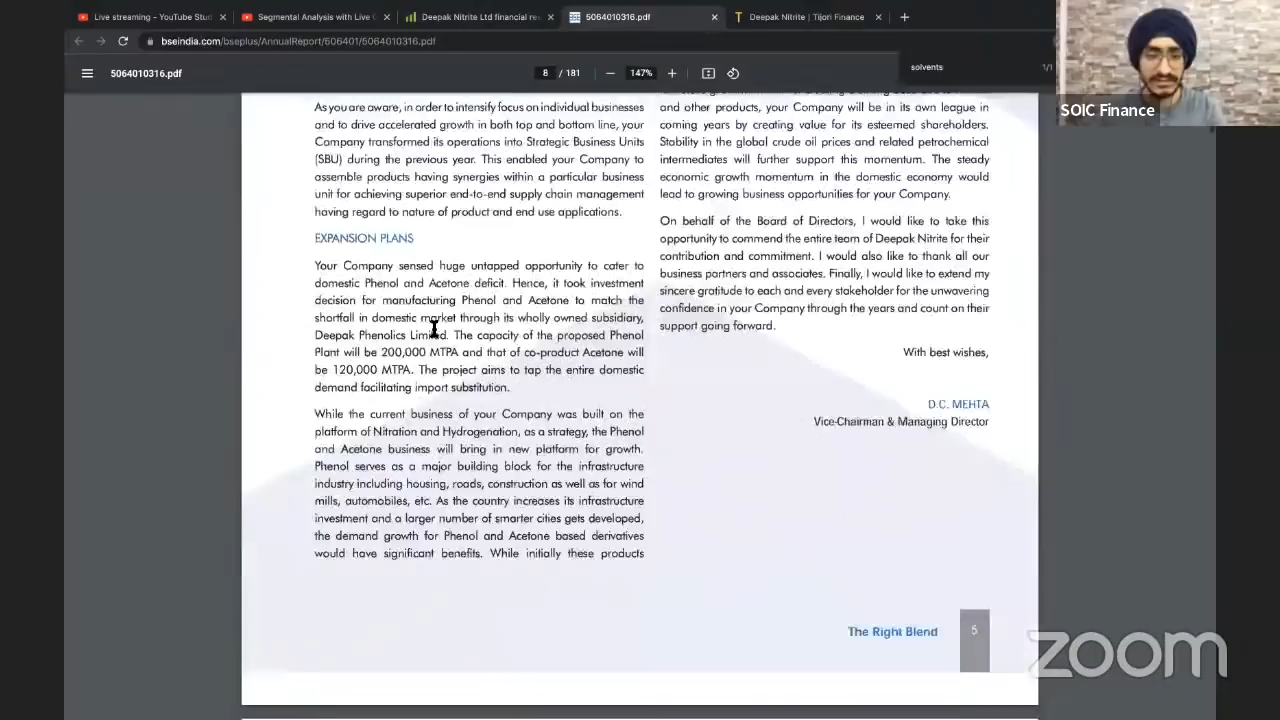 Live streaming - YouTube Stud
Segmental Analysis with Live
Deepak Nitrite Ltd financial re
5064010316.pdf
Deepak Nitrite | Tijori Finance
bseindia.com/bseplus/AnnualReport/506401/5064010316.pdf
5064010316.pdf
8 / 181
147%
solvents
1/1
SOIC Finance
As you are aware, in order to intensify focus on individual businesses
and to drive accelerated growth in both top and bottom line, your
Company transformed its operations into Strategic Business Units
(SBU) during the previous year. This enabled your Company to
assemble products having synergies within a particular business
unit for achieving superior end-to-end supply chain management
having regard to nature of product and end use applications.
EXPANSION PLANS
Your Company sensed huge untapped opportunity to cater to
domestic Phenol and Acetone deficit. Hence, it took investment
decision for manufacturing Phenol and Acetone to match the
shortfall in domestic market through its wholly owned subsidiary,
Deepak Phenolics Limited. The capacity of the proposed Phenol
Plant will be 200,000 MTPA and that of co-product Acetone will
be 120,000 MTPA. The project aims to tap the entire domestic
demand facilitating import substitution.
While the current business of your Company was built on the
platform of Nitration and Hydrogenation, as a strategy, the Phenol
and Acetone business will bring in new platform for growth.
Phenol serves as a major building block for the infrastructure
industry including housing, roads, construction as well as for wind
mills, automobiles, etc. As the country increases its infrastructure
investment and a larger number of smarter cities gets developed,
the demand growth for Phenol and Acetone based derivatives
would have significant benefits. While initially these products
and other products, your Company will be in its own league in
coming years by creating value for its esteemed shareholders.
Stability in the global crude oil prices and related petrochemical
intermediates will further support this momentum. The steady
economic growth momentum in the domestic economy would
lead to growing business opportunities for your Company.
On behalf of the Board of Directors, I would like to take this
opportunity to commend the entire team of Deepak Nitrite for their
contribution and commitment. I would also like to thank all our
business partners and associates. Finally, I would like to extend my
sincere gratitude to each and every stakeholder for the unwavering
confidence in your Company through the years and count on their
support going forward.
With best wishes,
D.C. MEHTA
Vice-Chairman & Managing Director
The Right Blend
5
zoom